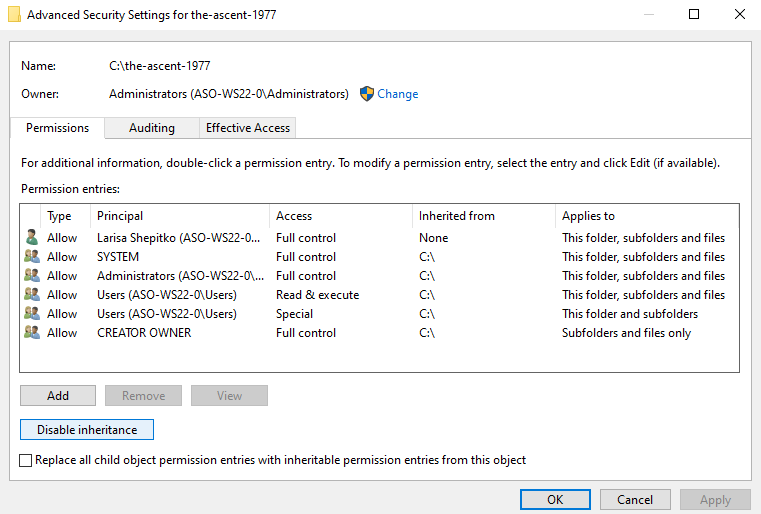 Advanced Security Settings for the-ascent-1977
Name: C:\the-ascent-1977
Owner: Administrators (ASO-WS22-0\Administrators) Change
Permissions Auditing Effective Access
For additional information, double-click a permission entry. To modify a permission entry, select the entry and click Edit (if available).
Permission entries:
Type Principal Access Inherited from Applies to
Allow Larisa Shepitko (ASO-WS22-0... Full control None This folder, subfolders and files
Allow SYSTEM Full control C:\ This folder, subfolders and files
Allow Administrators (ASO-WS22-0\... Full control C:\ This folder, subfolders and files
Allow Users (ASO-WS22-0\Users) Read & execute C:\ This folder, subfolders and files
Allow Users (ASO-WS22-0\Users) Special C:\ This folder and subfolders
Allow CREATOR OWNER Full control C:\ Subfolders and files only
Add Remove View
Disable inheritance
Replace all child object permission entries with inheritable permission entries from this object
OK Cancel Apply